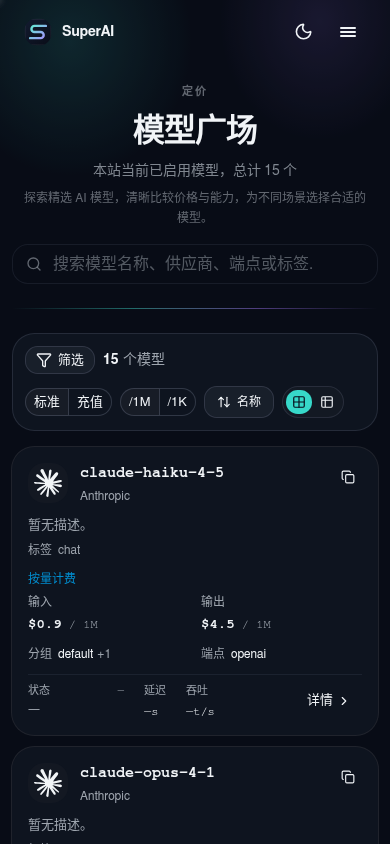 SuperAI
定价
模型广场
本站当前已启用模型，总计 15 个
探索精选 AI 模型，清晰比较价格与能力，为不同场景选择合适的
模型。
搜索模型名称、供应商、端点或标签.
筛选 15 个模型
标准 充值 /1M /1K 名称
claude-haiku-4-5
Anthropic
暂无描述。
标签 chat
按量计费
输入 输出
$0.9 / 1M $4.5 / 1M
分组 default +1 端点 openai
状态 — 延迟 吞吐
— —s —t/s 详情
claude-opus-4-1
Anthropic
暂无描述。